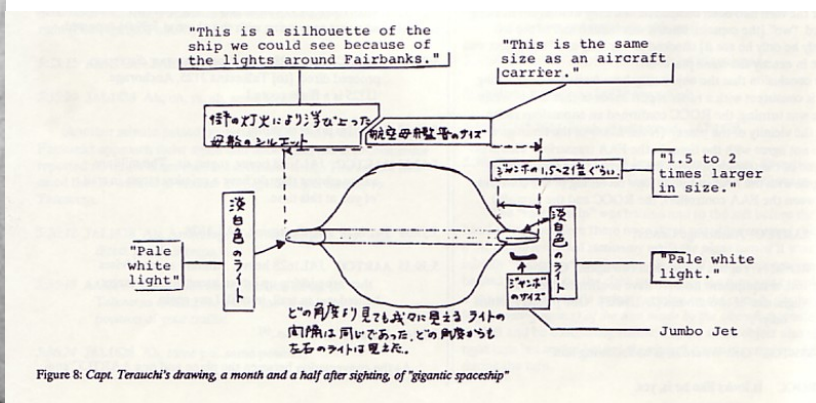 "This is a silhouette of the
ship we could see because of
the lights around Fairbanks."
"This is the same
size as an aircraft
carrier."
の灯火により浮び上った
母船のシルエット
航空母艦のサイズ
ジャンボの1.5~2倍ぐらい
"1.5 to 2
times larger
in size."
淡白色のライト
淡白色のライト
"Pale
white
light"
"Pale white
light."
ジャンボ
のサイズ
Jumbo Jet
どの角度より見ても我々に見えるライトの
間隔は同じであった、どの角度からも
左右のライトは見えた。
Figure 8: Capt. Terauchi's drawing, a month and a half after sighting, of "gigantic spaceship"